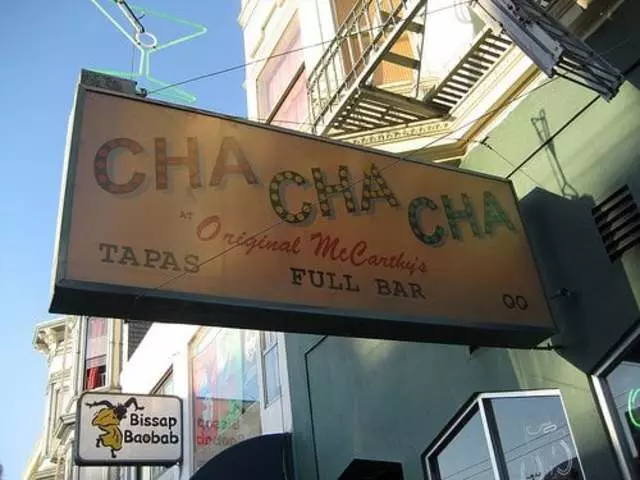 CHA CHA CHA
AT Original McCarthy's
TAPAS FULL BAR
Bissap
Baobab